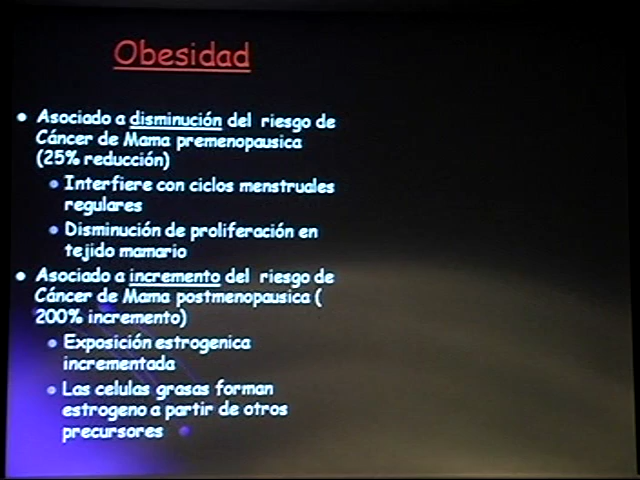 Obesidad
Asociado a disminución del riesgo de
Cáncer de Mama premenopausica
(25% reducción)
Interfiere con ciclos menstruales
regulares
Disminución de proliferación en
tejido mamario
Asociado a incremento del riesgo de
Cáncer de Mama postmenopausica (
200% incremento)
Exposición estrogenica
incrementada
Las celulas grasas forman
estrogeno a partir de otros
precursores